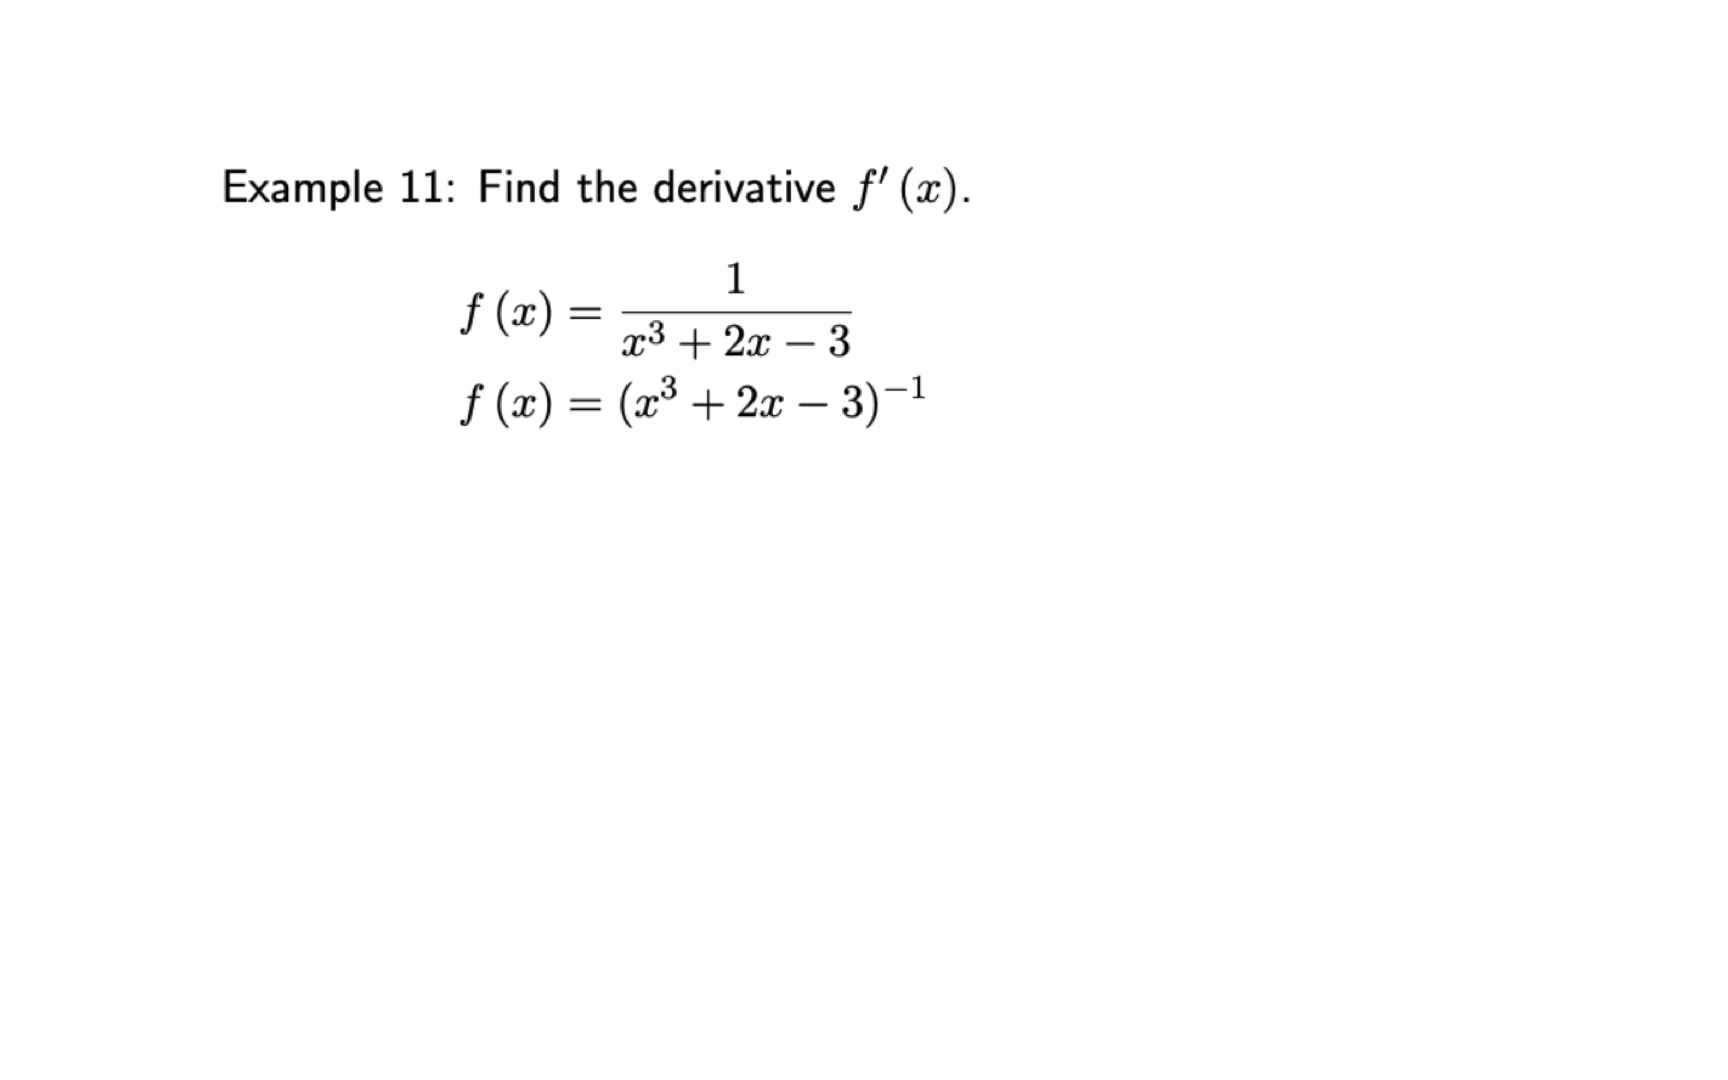 Example 11: Find the derivative f′ (x).
f (x) = 1/(x³ + 2x − 3)
f (x) = (x³ + 2x − 3)⁻¹